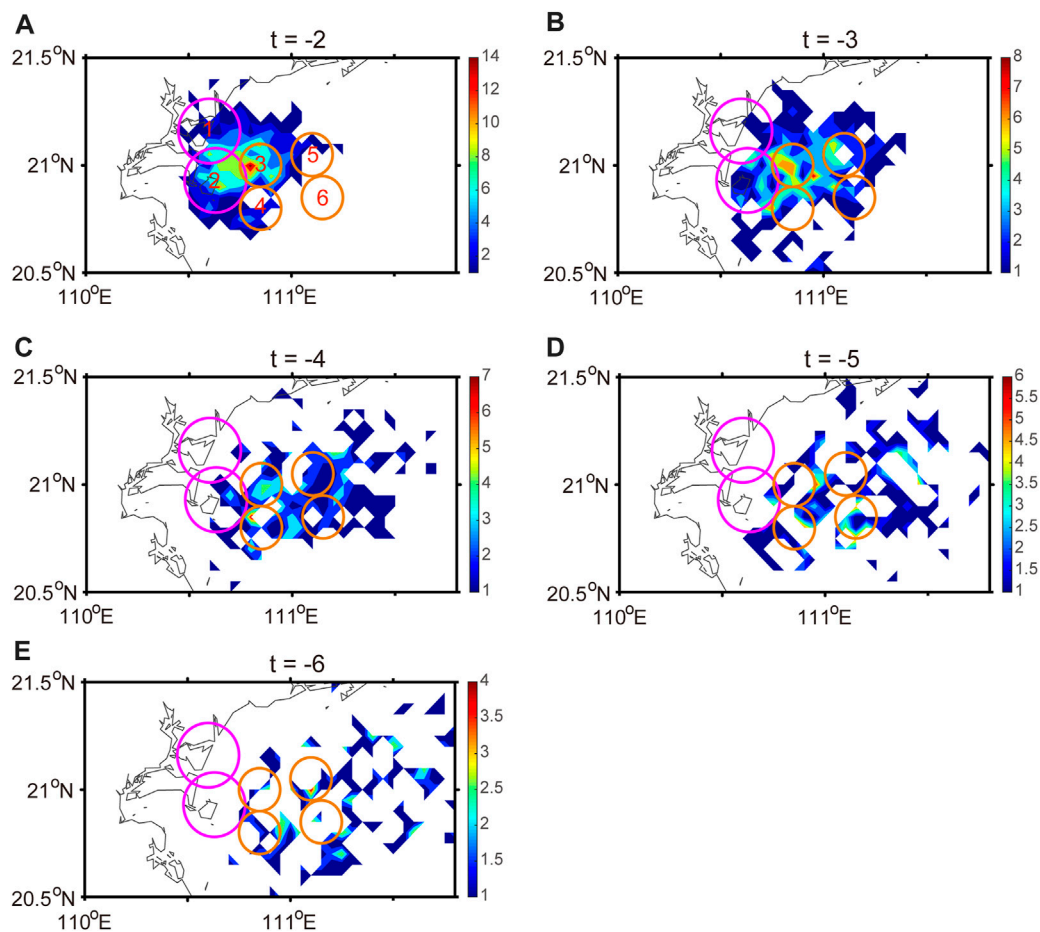 A
t = -2
21.5°N
21°N
20.5°N
110°E
111°E
1
2
3
4
5
6
14
12
10
8
6
4
2
B
t = -3
21.5°N
21°N
20.5°N
110°E
111°E
8
7
6
5
4
3
2
1
C
t = -4
21.5°N
21°N
20.5°N
110°E
111°E
7
6
5
4
3
2
1
D
t = -5
21.5°N
21°N
20.5°N
110°E
111°E
6
5.5
5
4.5
4
3.5
3
2.5
2
1.5
1
E
t = -6
21.5°N
21°N
20.5°N
110°E
111°E
4
3.5
3
2.5
2
1.5
1